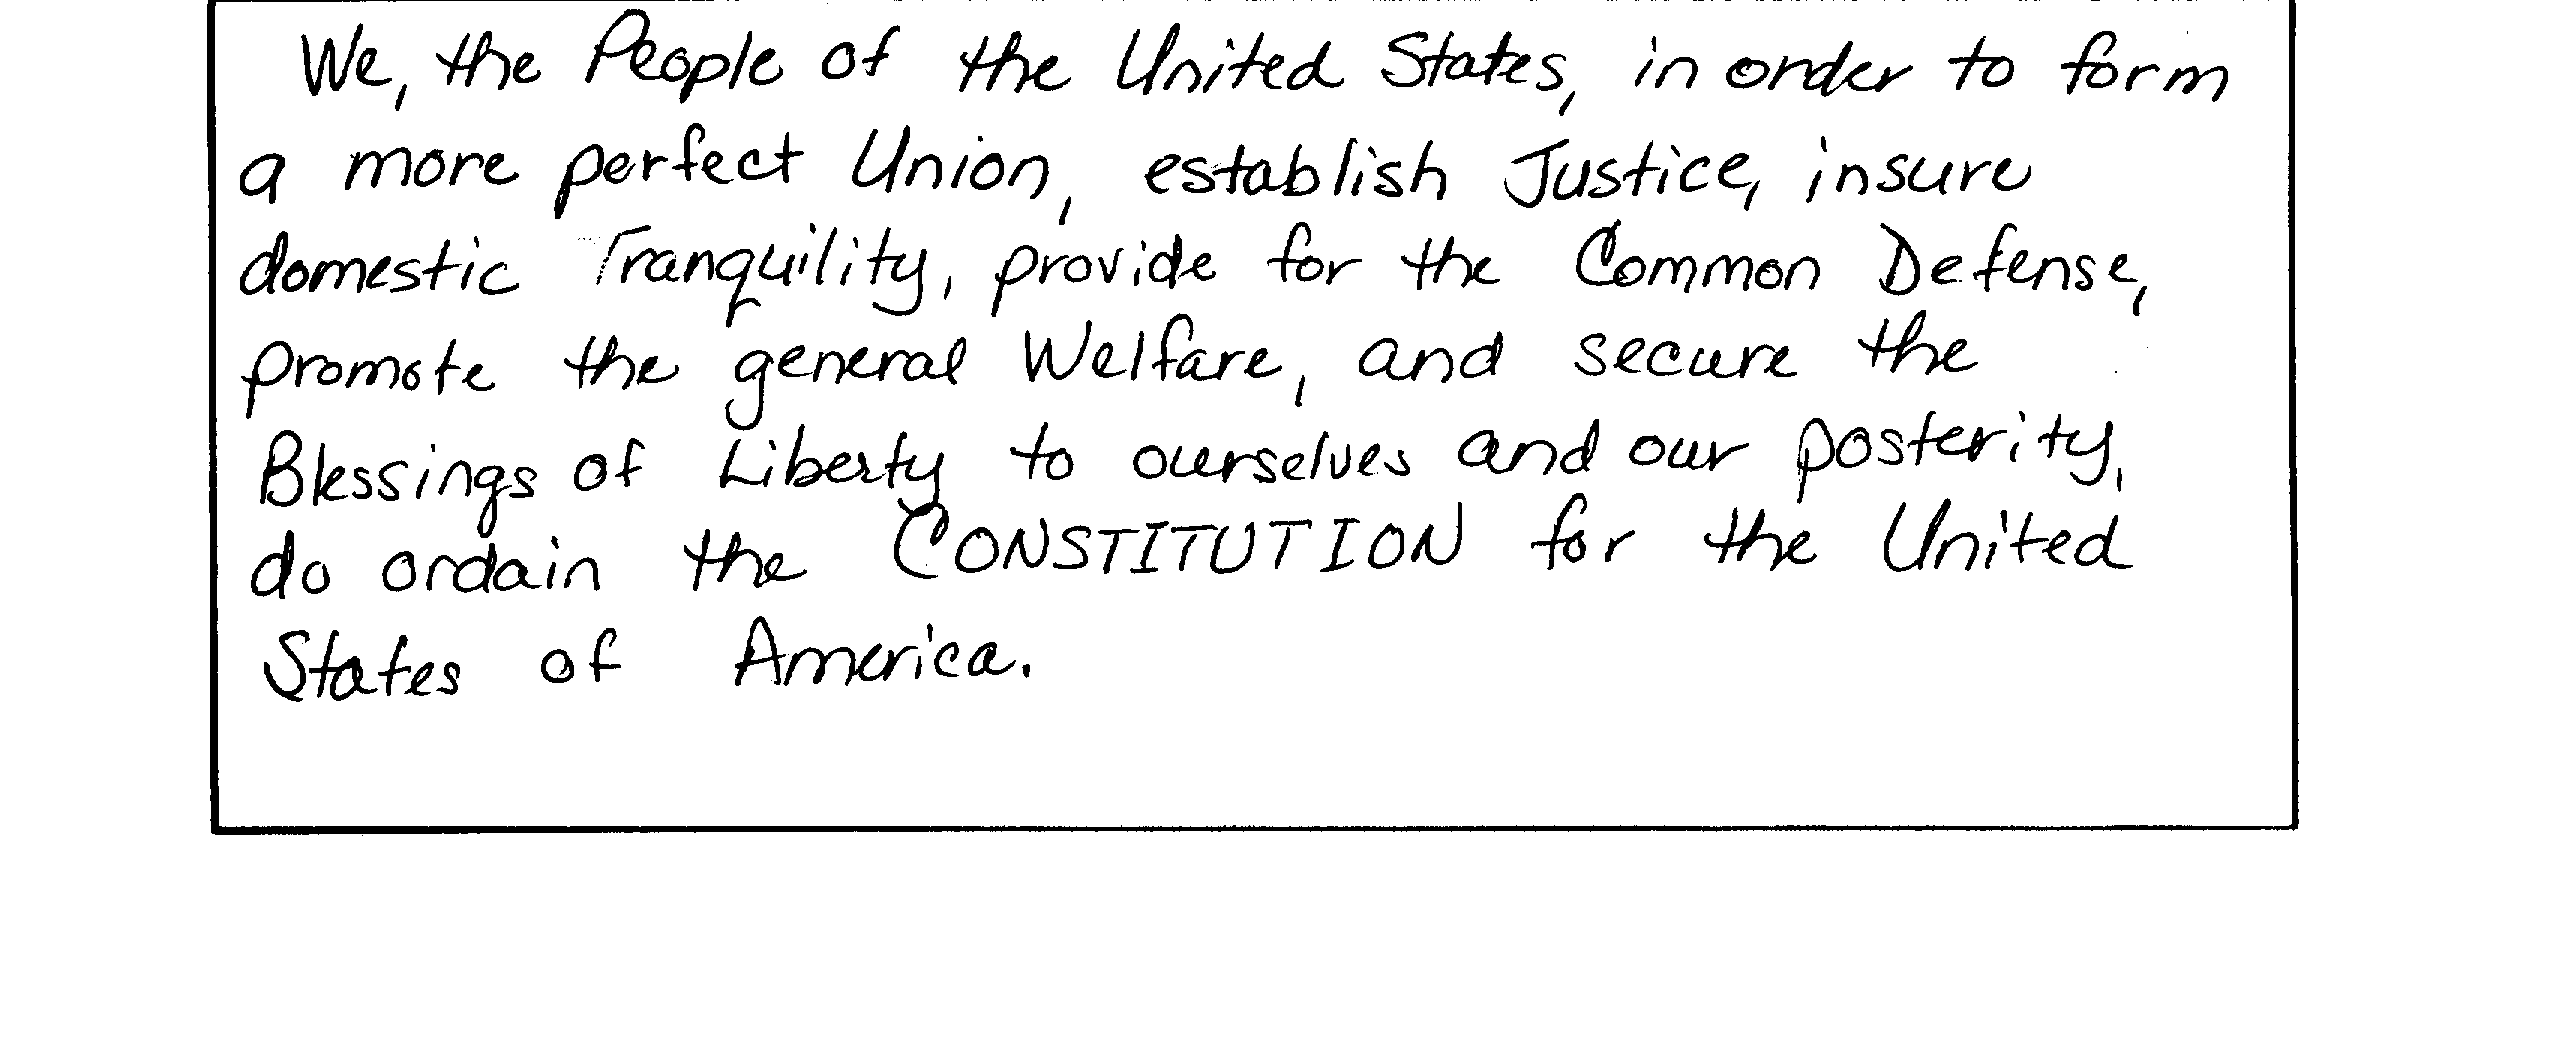 We, the People of the United States, in order to form
a more perfect Union, establish Justice, insure
domestic Tranquility, provide for the Common Defense,
promote the general Welfare, and secure the
Blessings of Liberty to ourselves and our posterity,
do ordain the CONSTITUTION for the United
States of America.